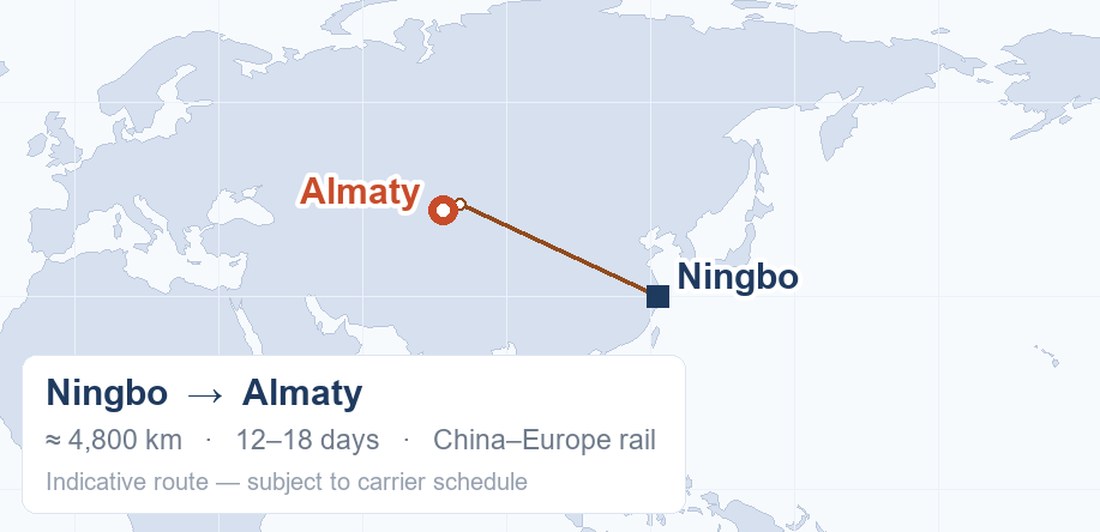 Almaty
Ningbo
Ningbo → Almaty
≈ 4,800 km · 12–18 days · China–Europe rail
Indicative route — subject to carrier schedule